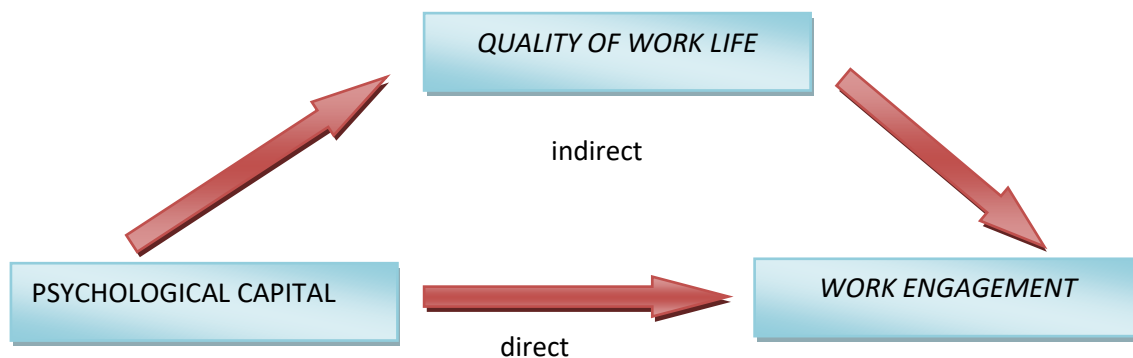 QUALITY OF WORK LIFE
indirect
PSYCHOLOGICAL CAPITAL
WORK ENGAGEMENT
direct